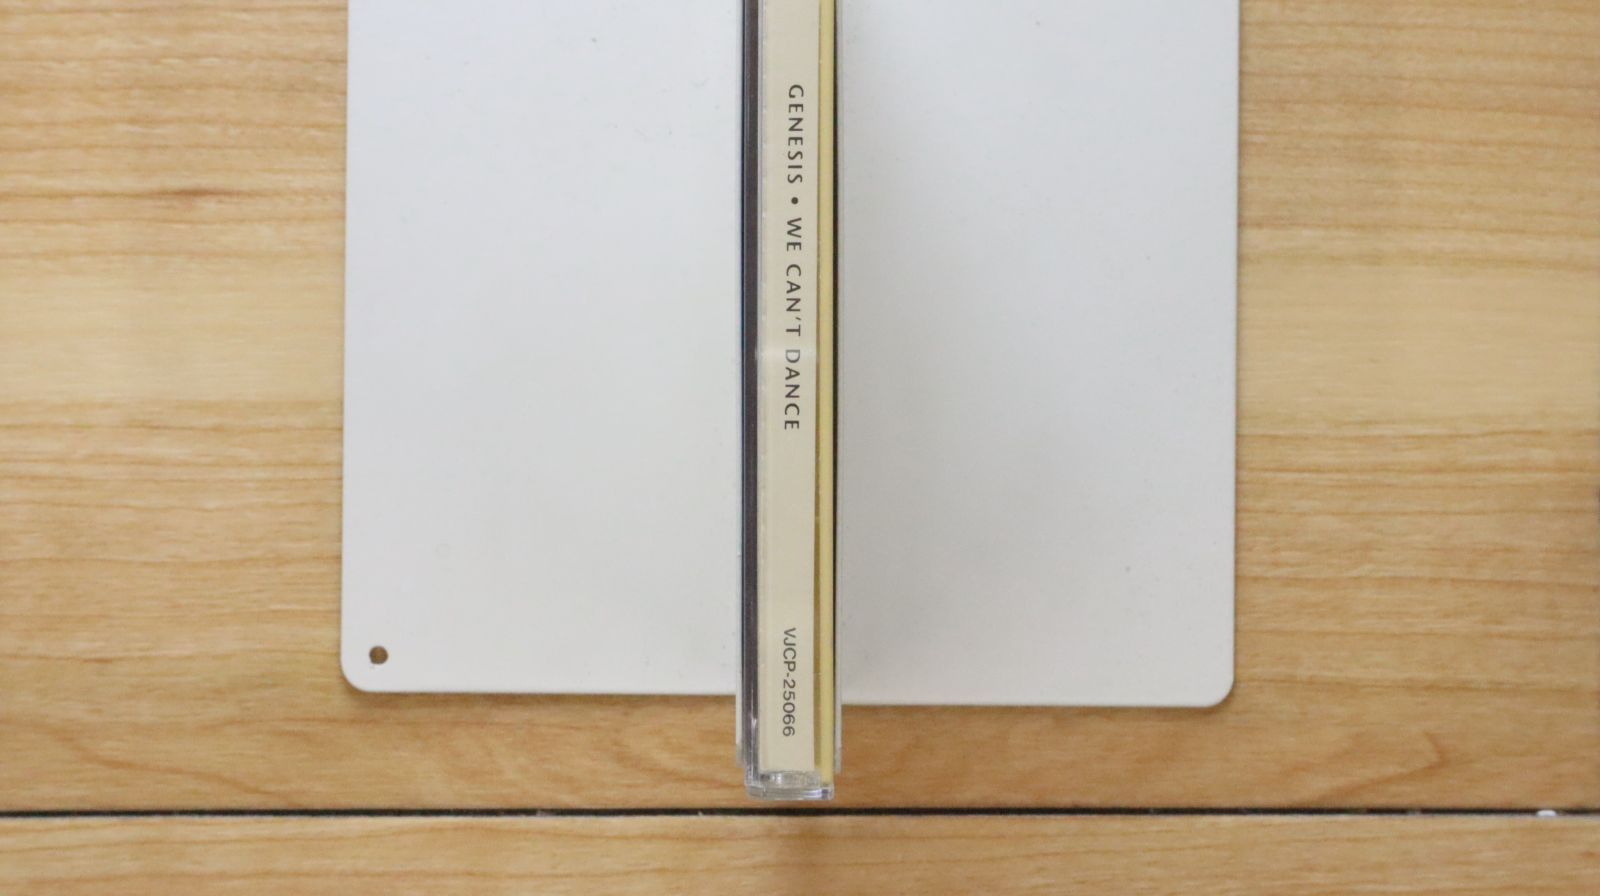 GENESIS • WE CAN'T DANCE
VJCP-25066